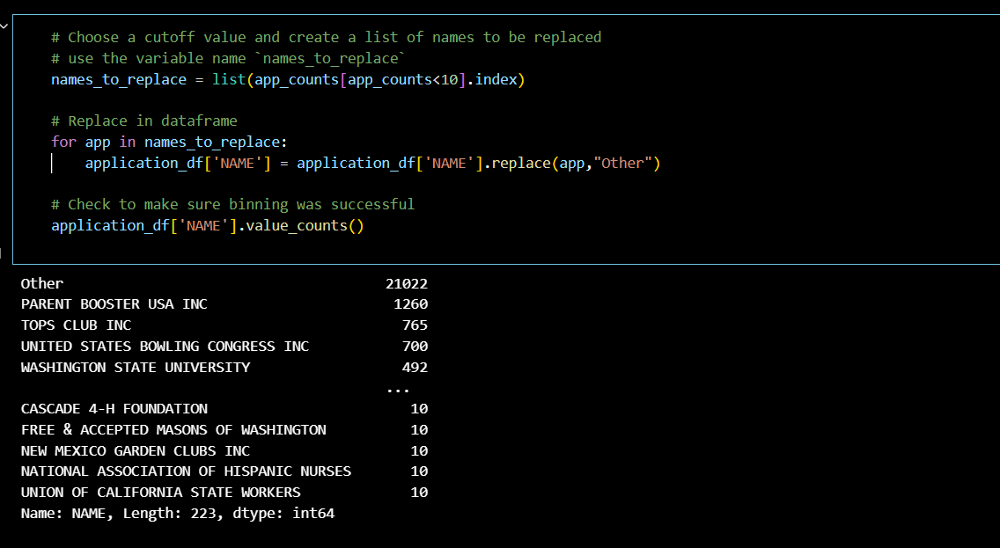 # Choose a cutoff value and create a list of names to be replaced
# use the variable name `names_to_replace`
names_to_replace = list(app_counts[app_counts<10].index)
# Replace in dataframe
for app in names_to_replace:
    application_df['NAME'] = application_df['NAME'].replace(app,"Other")
# Check to make sure binning was successful
application_df['NAME'].value_counts()
Other 21022
PARENT BOOSTER USA INC 1260
TOPS CLUB INC 765
UNITED STATES BOWLING CONGRESS INC 700
WASHINGTON STATE UNIVERSITY 492
...
CASCADE 4-H FOUNDATION 10
FREE & ACCEPTED MASONS OF WASHINGTON 10
NEW MEXICO GARDEN CLUBS INC 10
NATIONAL ASSOCIATION OF HISPANIC NURSES 10
UNION OF CALIFORNIA STATE WORKERS 10
Name: NAME, Length: 223, dtype: int64